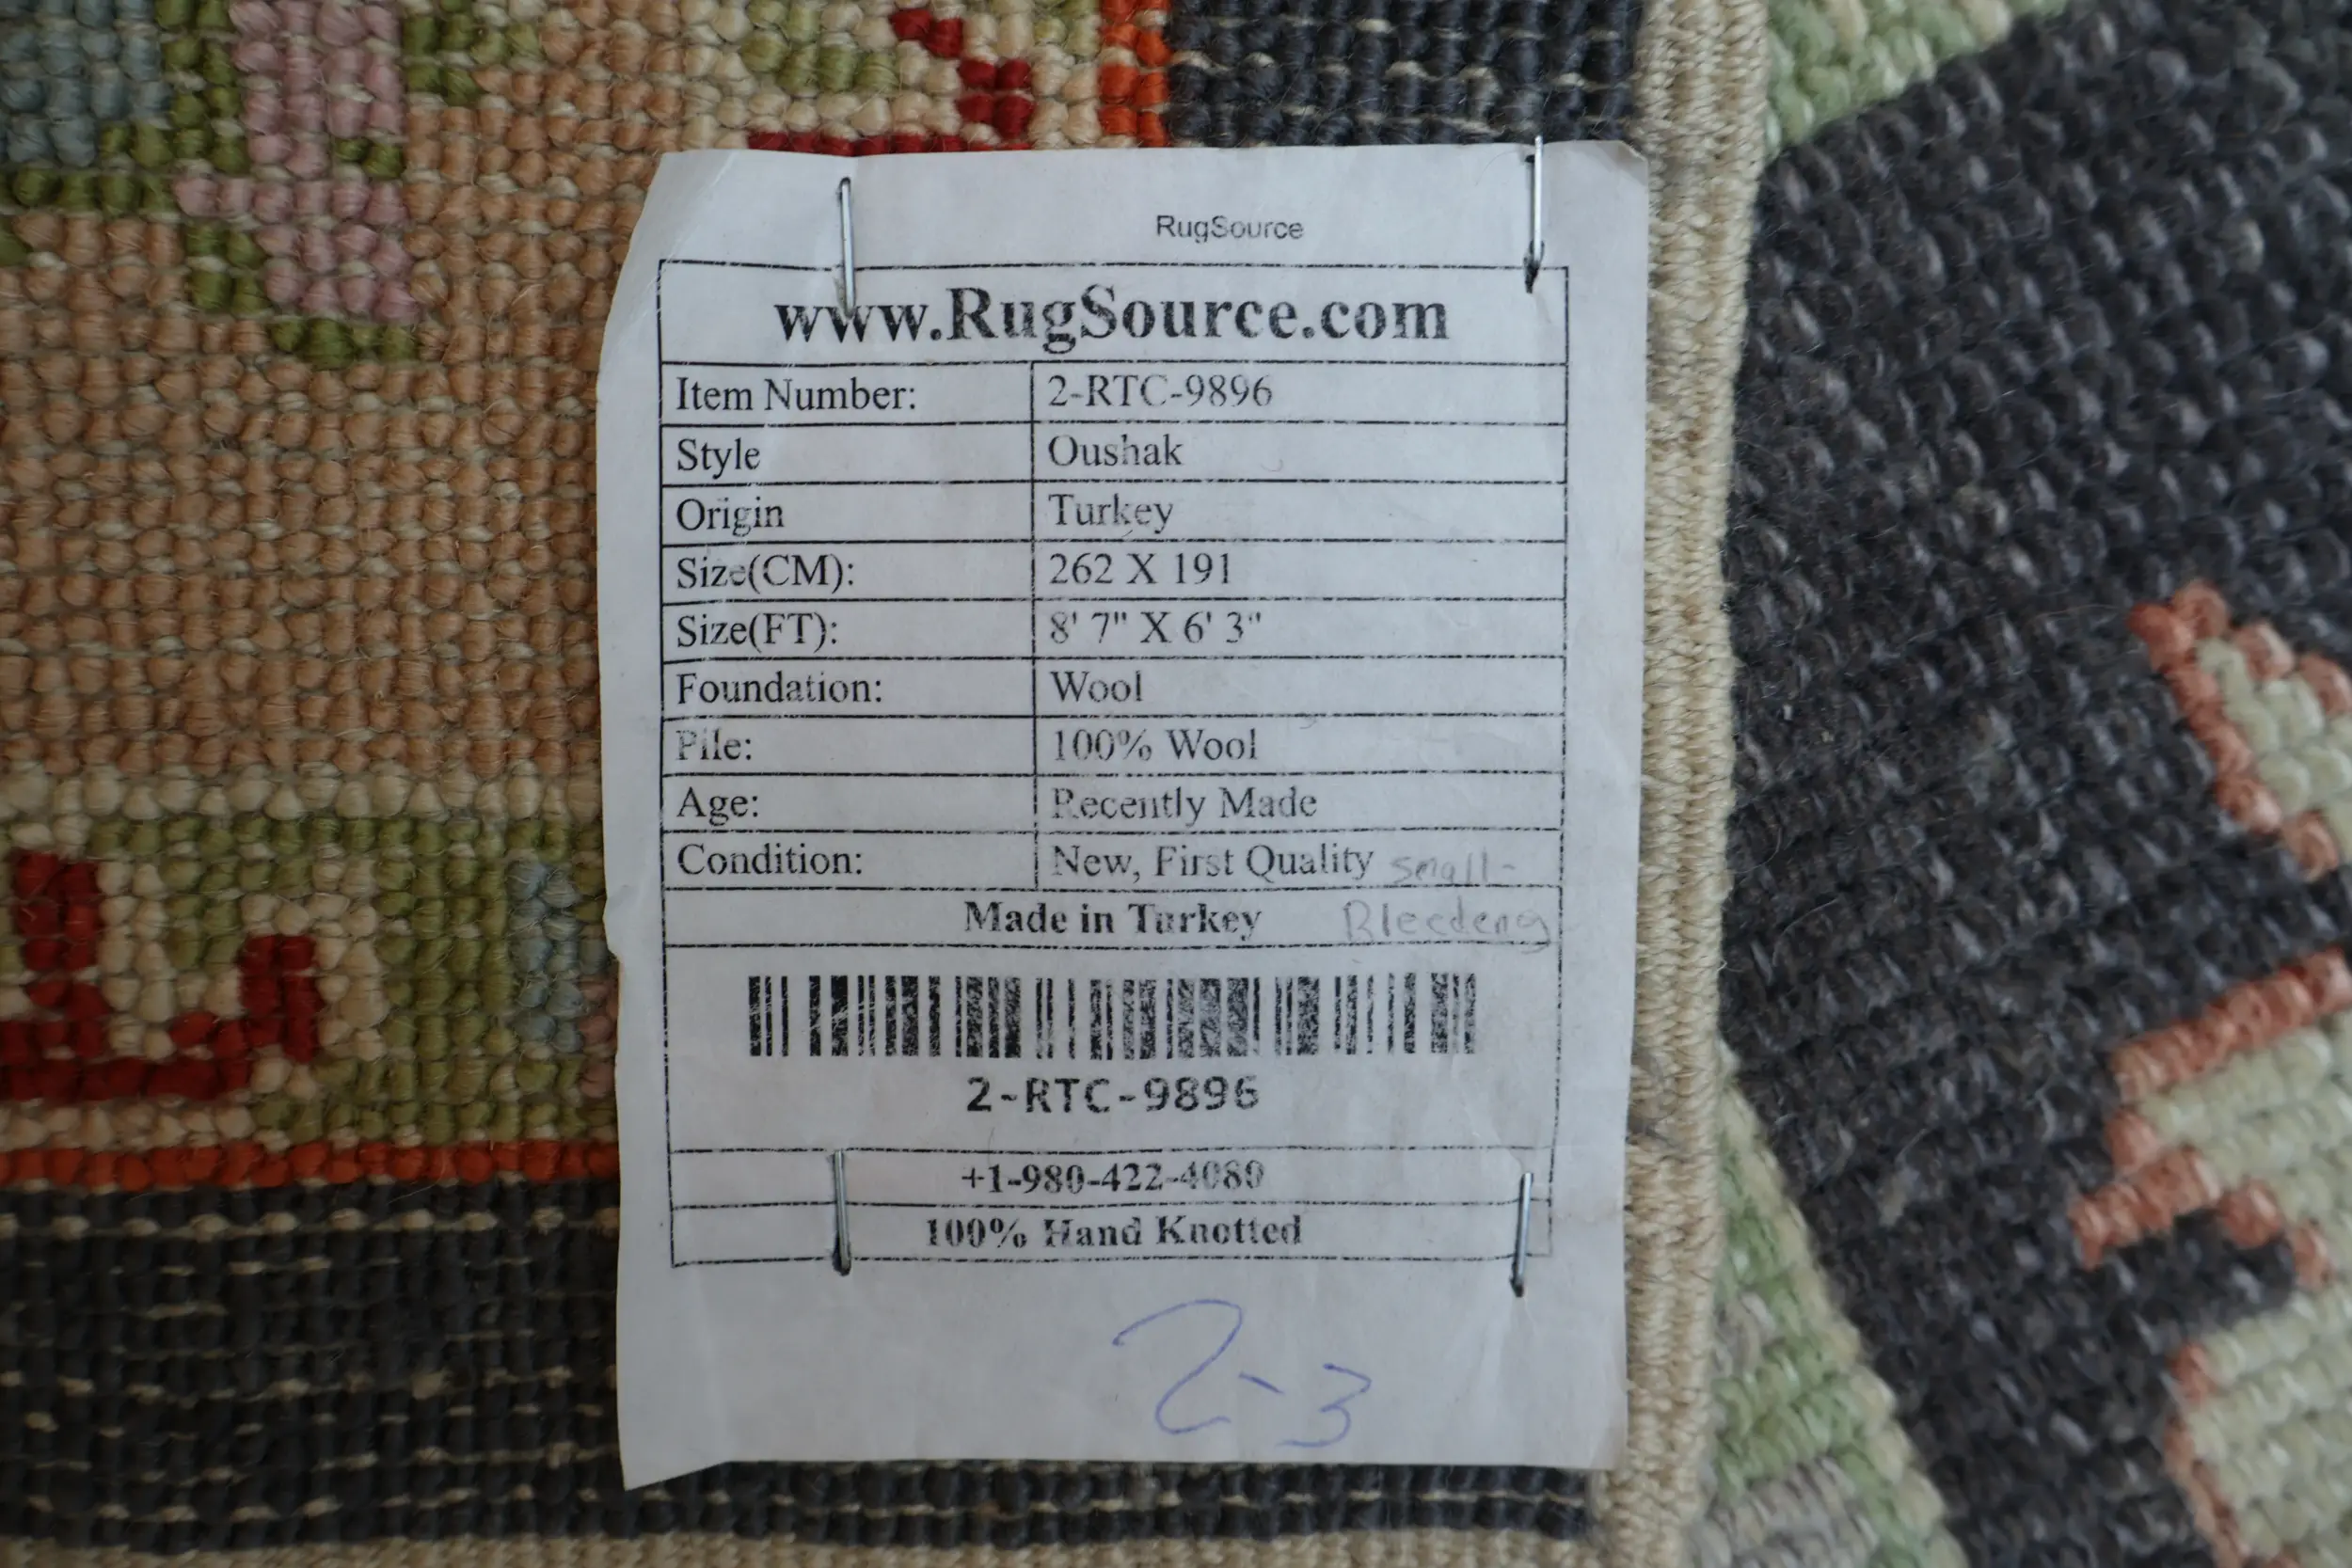 RugSource
www.RugSource.com
Item Number: 2-RTC-9896
Style Oushak
Origin Turkey
Size(CM): 262 X 191
Size(FT): 8' 7" X 6' 3"
Foundation: Wool
Pile: 100% Wool
Age: Recently Made
Condition: New, First Quality small-
Made in Turkey Bleedeng
2-RTC-9896
+1-980-422-4080
100% Hand Knotted
2-3